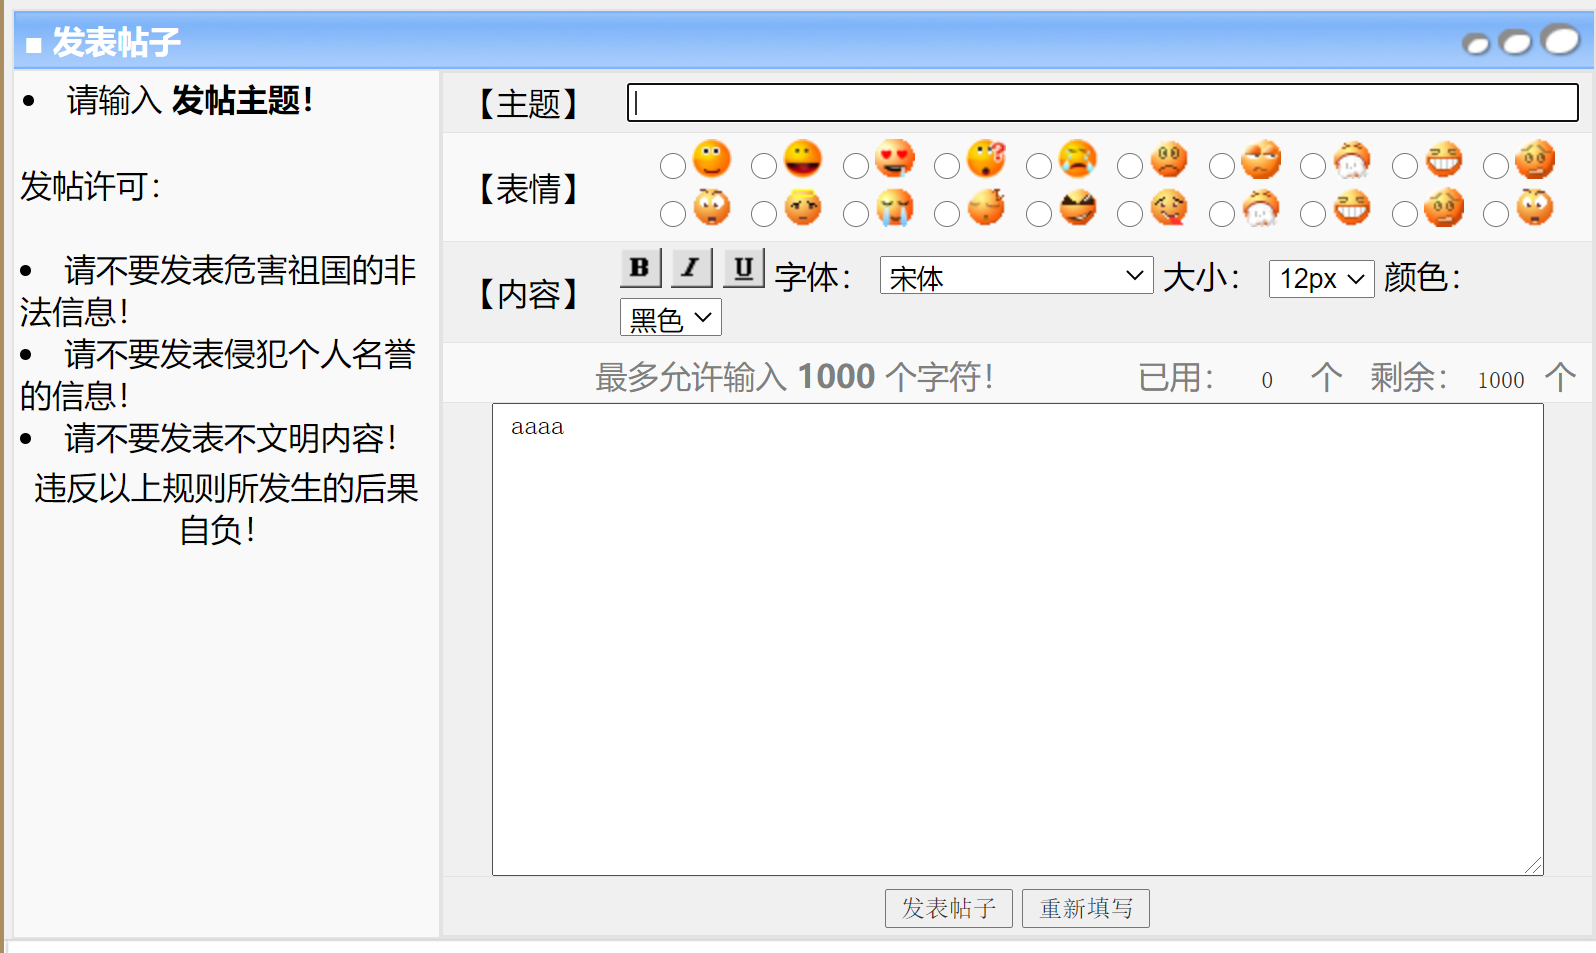 ■ 发表帖子
• 请输入 发帖主题！
发帖许可：
• 请不要发表危害祖国的非
法信息！
• 请不要发表侵犯个人名誉
的信息！
• 请不要发表不文明内容！
违反以上规则所发生的后果
自负！
【主题】
【表情】
【内容】 B I U 字体： 宋体 大小： 12px 颜色：
黑色
最多允许输入 1000 个字符！ 已用： 0 个 剩余： 1000 个
aaaa
发表帖子 重新填写